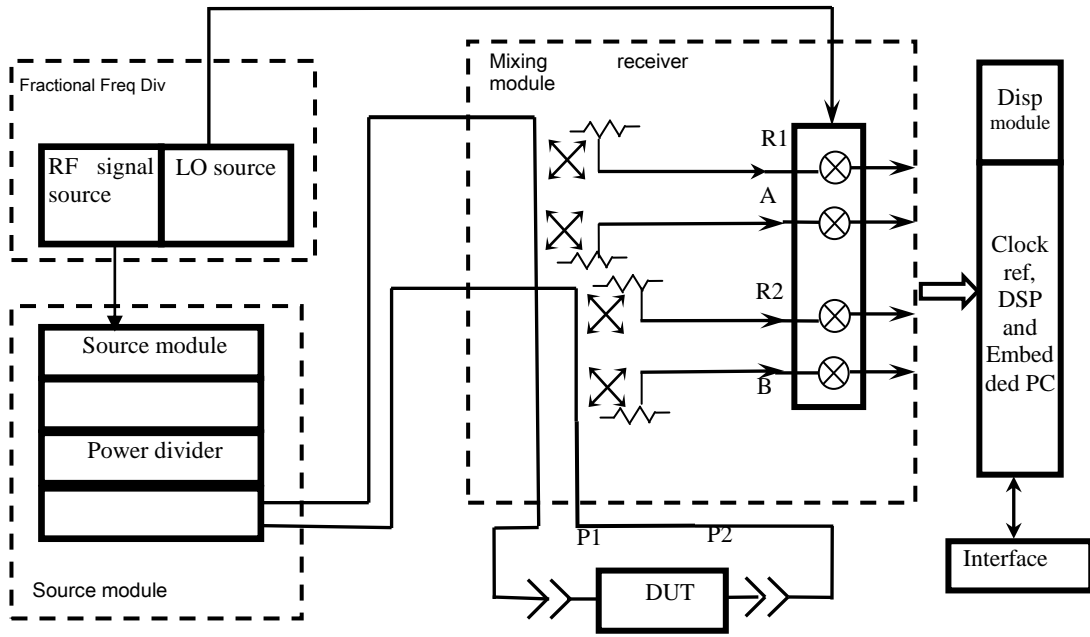 Fractional Freq Div
RF signal
source
LO source
Source module
Power divider
Source module
Mixing receiver
module
R1
A
R2
B
P1 P2
DUT
Disp
module
Clock
ref,
DSP
and
Embed
ded PC
Interface